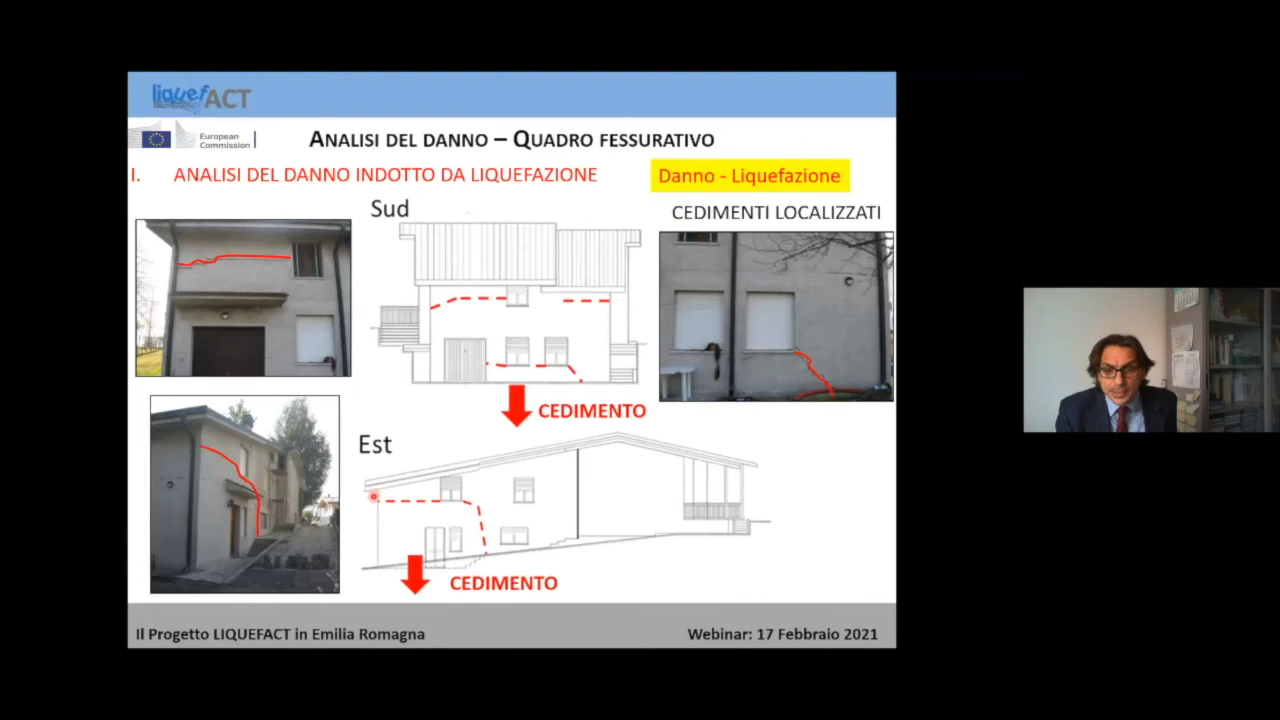 liquefACT
European
Commission
ANALISI DEL DANNO – QUADRO FESSURATIVO
I. ANALISI DEL DANNO INDOTTO DA LIQUEFAZIONE
Danno - Liquefazione
Sud
CEDIMENTI LOCALIZZATI
CEDIMENTO
Est
CEDIMENTO
Il Progetto LIQUEFACT in Emilia Romagna
Webinar: 17 Febbraio 2021